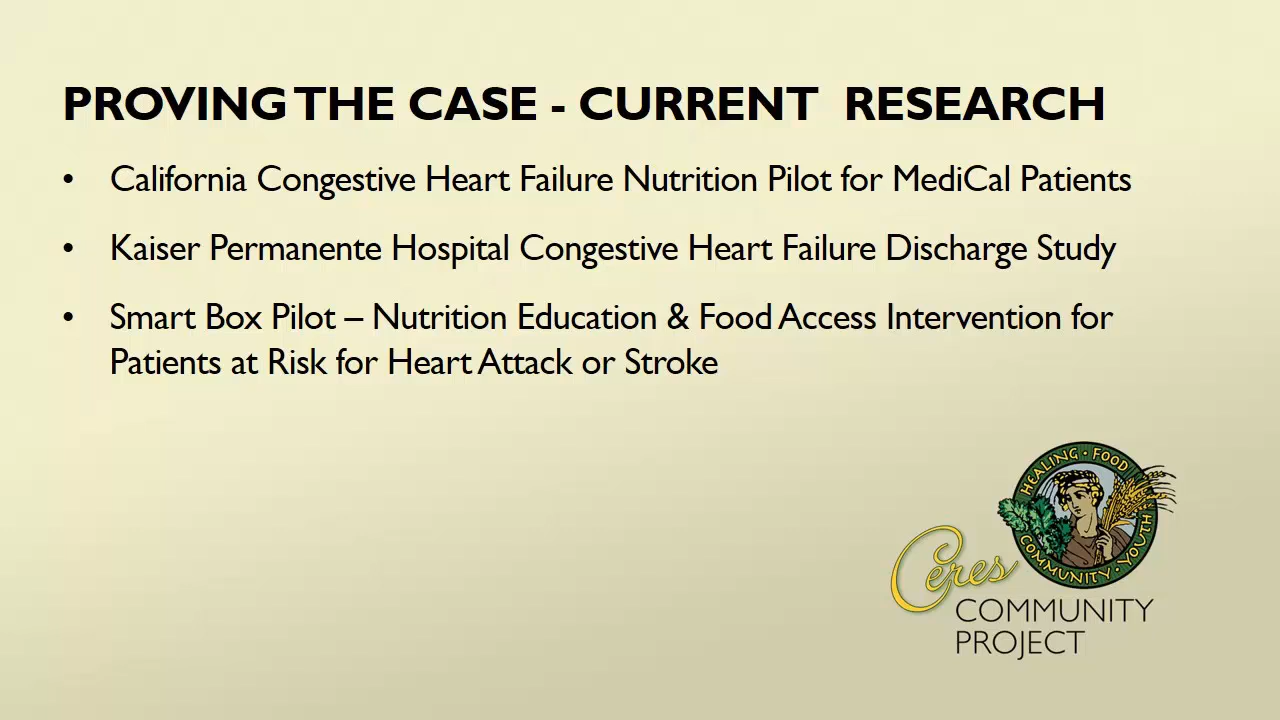 PROVING THE CASE - CURRENT RESEARCH
• California Congestive Heart Failure Nutrition Pilot for MediCal Patients
• Kaiser Permanente Hospital Congestive Heart Failure Discharge Study
• Smart Box Pilot – Nutrition Education & Food Access Intervention for
Patients at Risk for Heart Attack or Stroke
HEALING • FOOD
COMMUNITY • YOUTH
Ceres
COMMUNITY
PROJECT